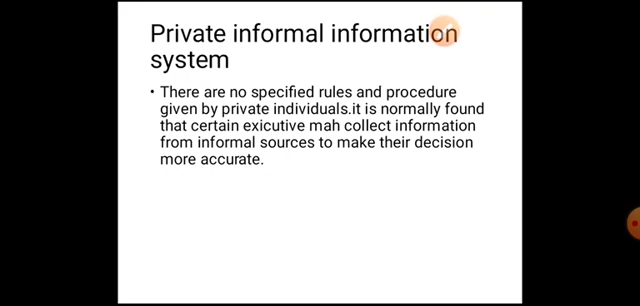 Private informal information
system
• There are no specified rules and procedure
given by private individuals.it is normally found
that certain exicutive mah collect information
from informal sources to make their decision
more accurate.